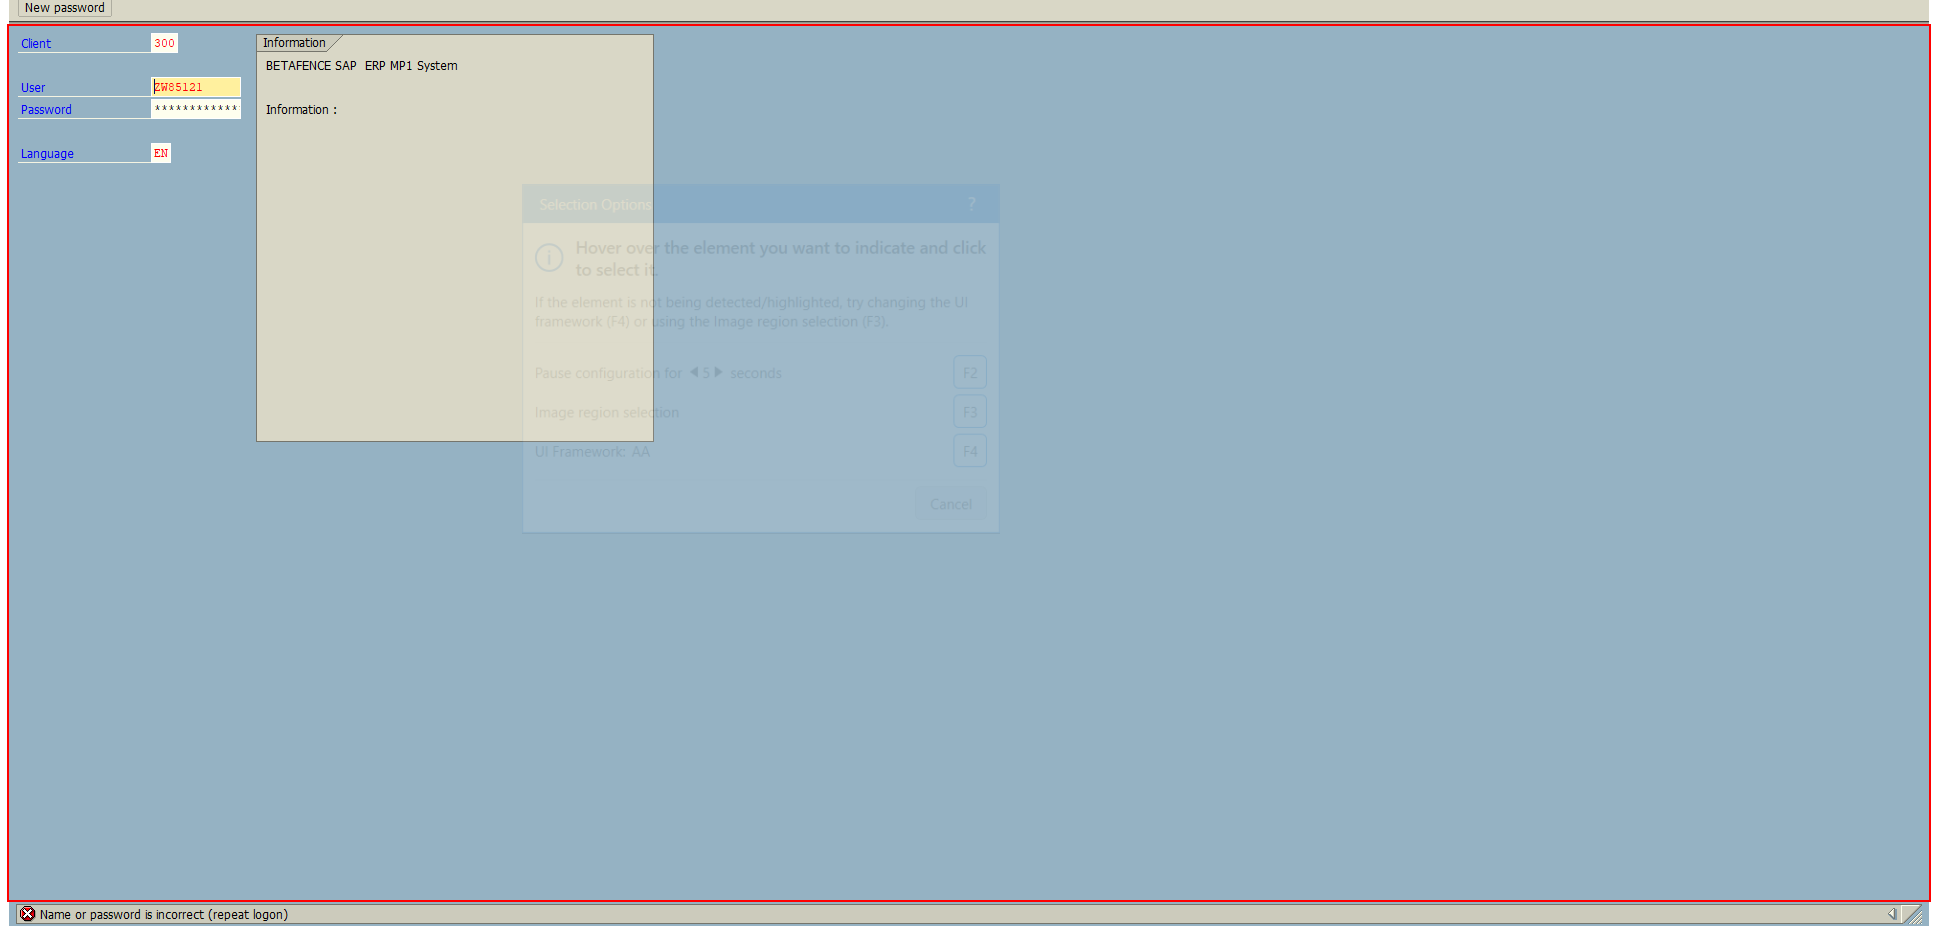 New password
Client 300
User ZW85121
Password ************
Language EN
Information
BETAFENCE SAP ERP MP1 System
Information :
Selection Options ?
Hover over the element you want to indicate and click
to select it.
If the element is not being detected/highlighted, try changing the UI
framework (F4) or using the Image region selection (F3).
Pause configuration for 5 seconds F2
Image region selection F3
UI Framework: AA F4
Cancel
Name or password is incorrect (repeat logon)